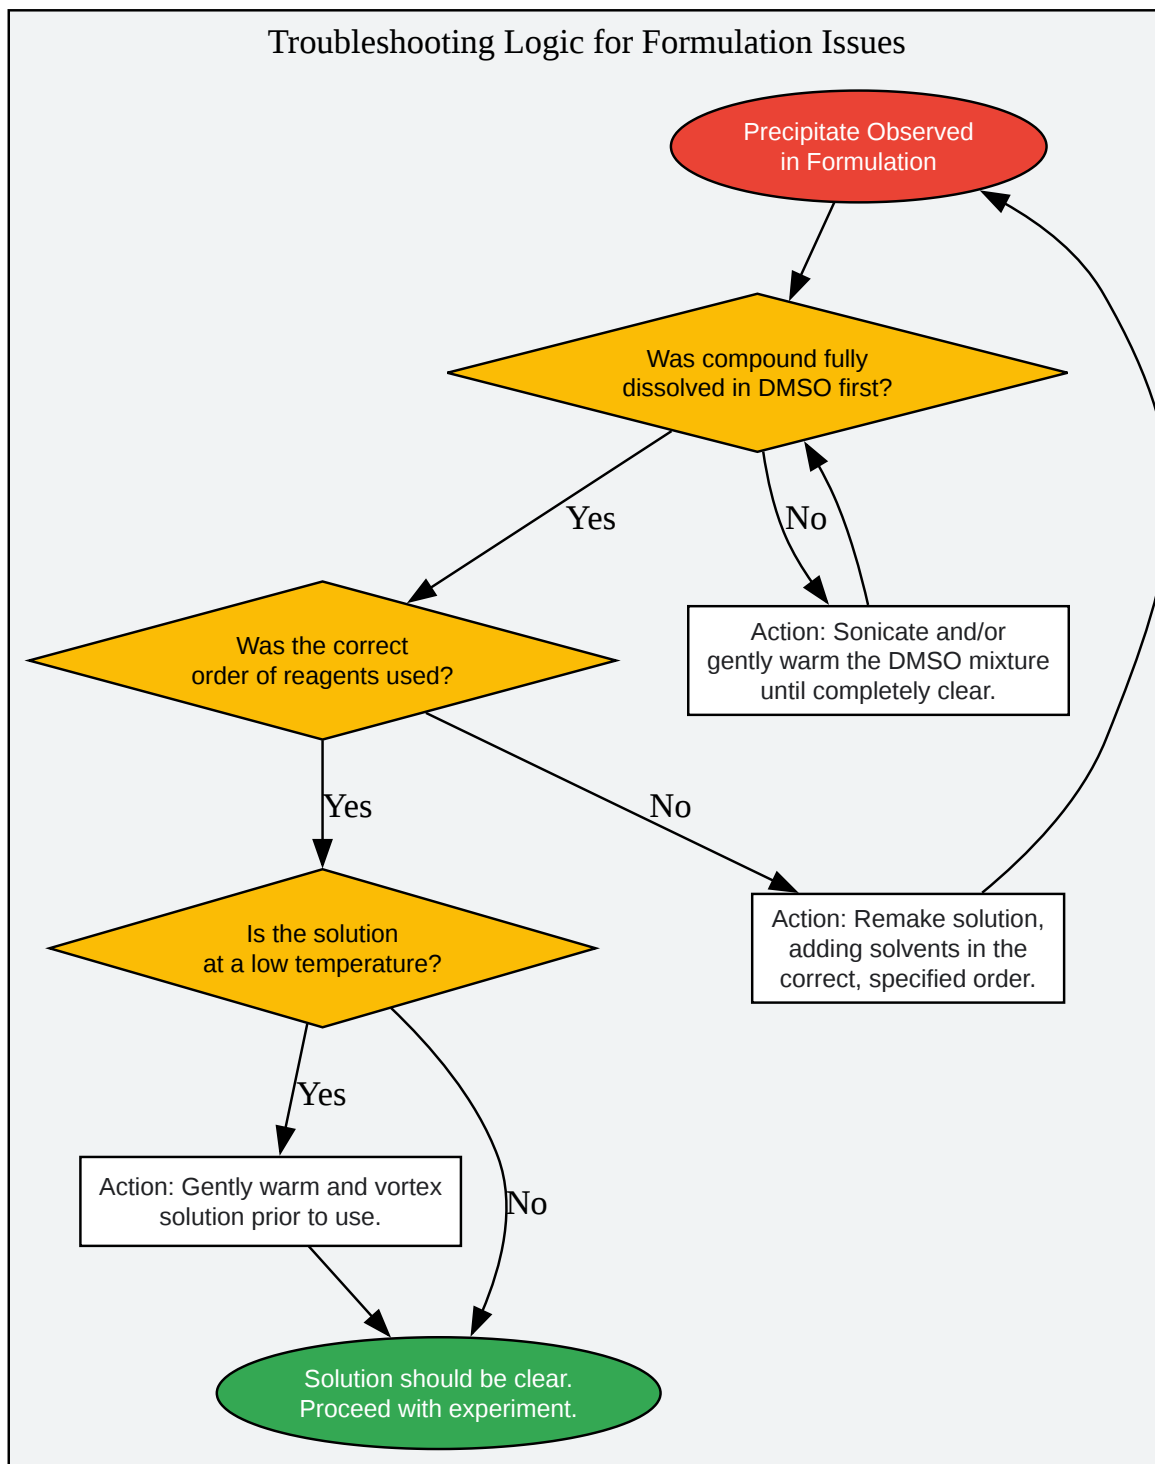 Troubleshooting Logic for Formulation Issues
Precipitate Observed
in Formulation
Was compound fully
dissolved in DMSO first?
Yes
No
Was the correct
order of reagents used?
Action: Sonicate and/or
gently warm the DMSO mixture
until completely clear.
Yes
No
Is the solution
at a low temperature?
Action: Remake solution,
adding solvents in the
correct, specified order.
Yes
No
Action: Gently warm and vortex
solution prior to use.
Solution should be clear.
Proceed with experiment.